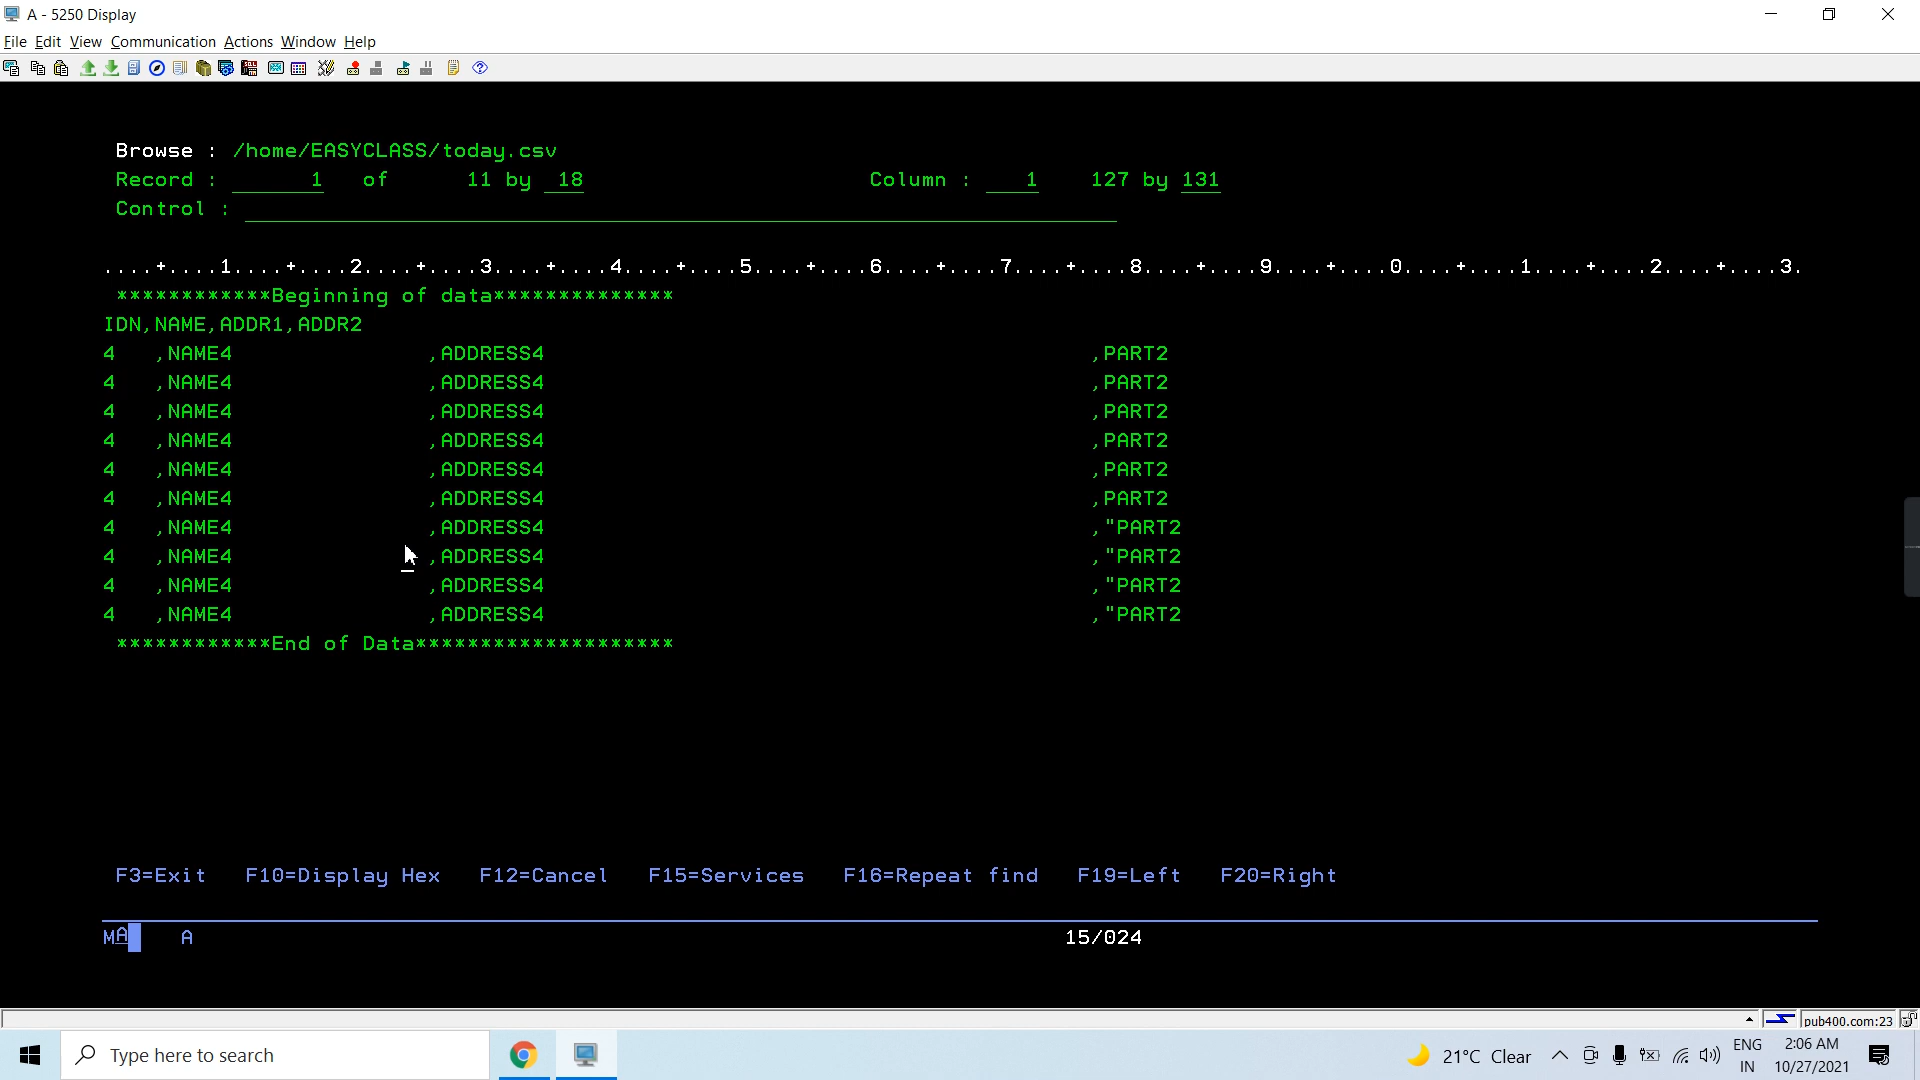 A - 5250 Display
File Edit View Communication Actions Window Help
Browse : /home/EASYCLASS/today.csv
Record : 1 of 11 by 18 Column : 1 127 by 131
Control :
....+....1....+....2....+....3....+....4....+....5....+....6....+....7....+....8....+....9....+....0....+....1....+....2....+....3.
************Beginning of data**************
IDN,NAME,ADDR1,ADDR2
4 ,NAME4 ,ADDRESS4 ,PART2
4 ,NAME4 ,ADDRESS4 ,PART2
4 ,NAME4 ,ADDRESS4 ,PART2
4 ,NAME4 ,ADDRESS4 ,PART2
4 ,NAME4 ,ADDRESS4 ,PART2
4 ,NAME4 ,ADDRESS4 ,PART2
4 ,NAME4 ,ADDRESS4 ,"PART2
4 ,NAME4 ,ADDRESS4 ,"PART2
4 ,NAME4 ,ADDRESS4 ,"PART2
4 ,NAME4 ,ADDRESS4 ,"PART2
************End of Data********************
F3=Exit F10=Display Hex F12=Cancel F15=Services F16=Repeat find F19=Left F20=Right
MA A 15/024
pub400.com:23
Type here to search
21°C Clear
ENG
IN
2:06 AM
10/27/2021